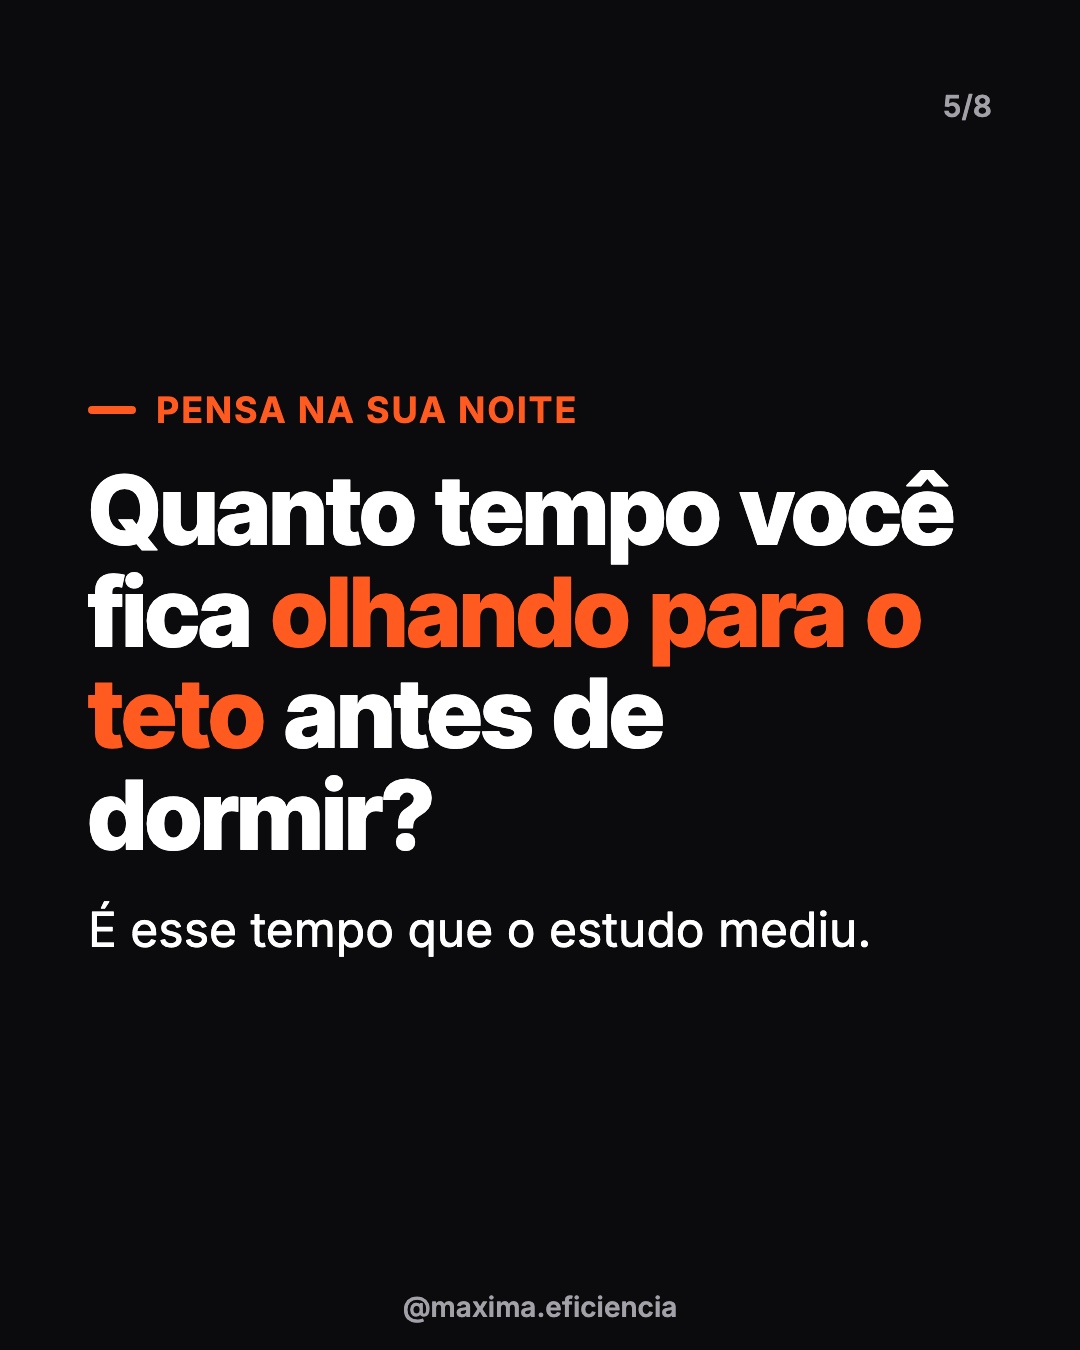 5/8
PENSA NA SUA NOITE
Quanto tempo você
fica olhando para o
teto antes de
dormir?
É esse tempo que o estudo mediu.
@maxima.eficiencia